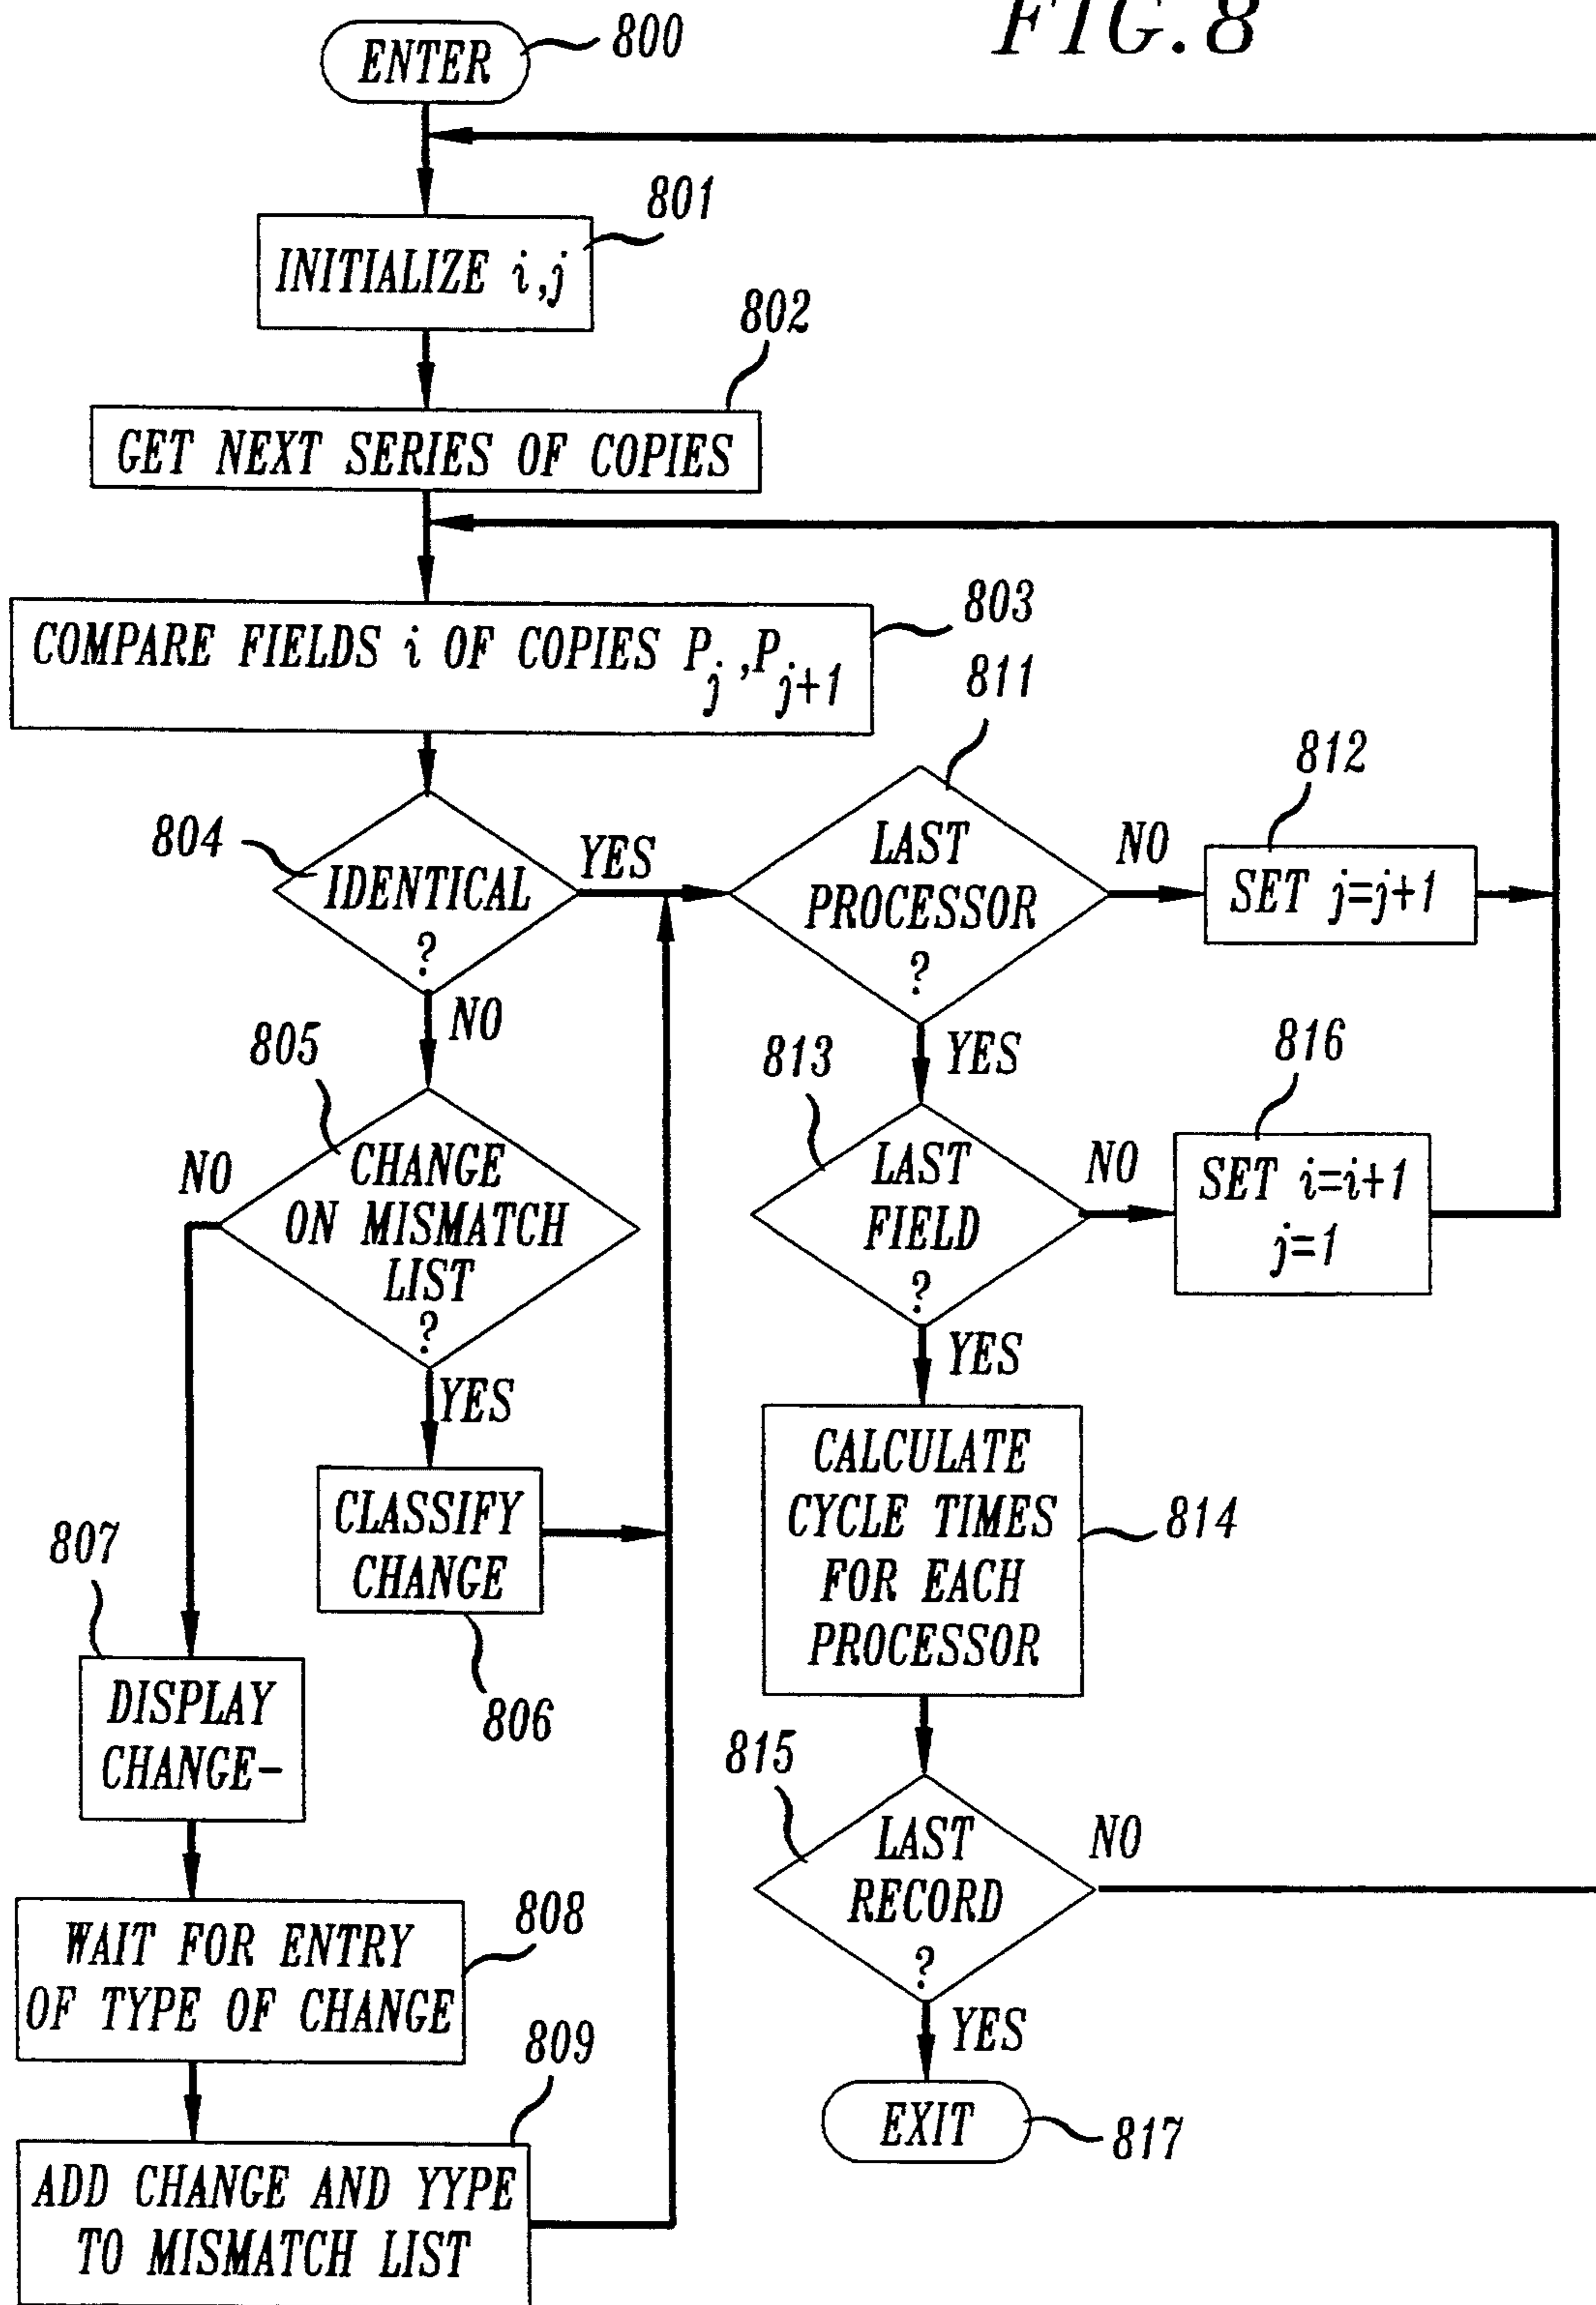 FIG. 8
ENTER
800
801
INITIALIZE i,j
802
GET NEXT SERIES OF COPIES
803
COMPARE FIELDS i OF COPIES Pj ,Pj+1
811
812
804
IDENTICAL
?
YES
LAST
PROCESSOR
?
NO
SET j=j+1
NO
805
CHANGE
ON MISMATCH
LIST
?
NO
YES
813
LAST
FIELD
?
NO
816
SET i=i+1
j=1
YES
CLASSIFY
CHANGE
806
YES
CALCULATE
CYCLE TIMES
FOR EACH
PROCESSOR
814
807
DISPLAY
CHANGE-
815
LAST
RECORD
?
NO
808
WAIT FOR ENTRY
OF TYPE OF CHANGE
YES
809
EXIT
817
ADD CHANGE AND YYPE
TO MISMATCH LIST